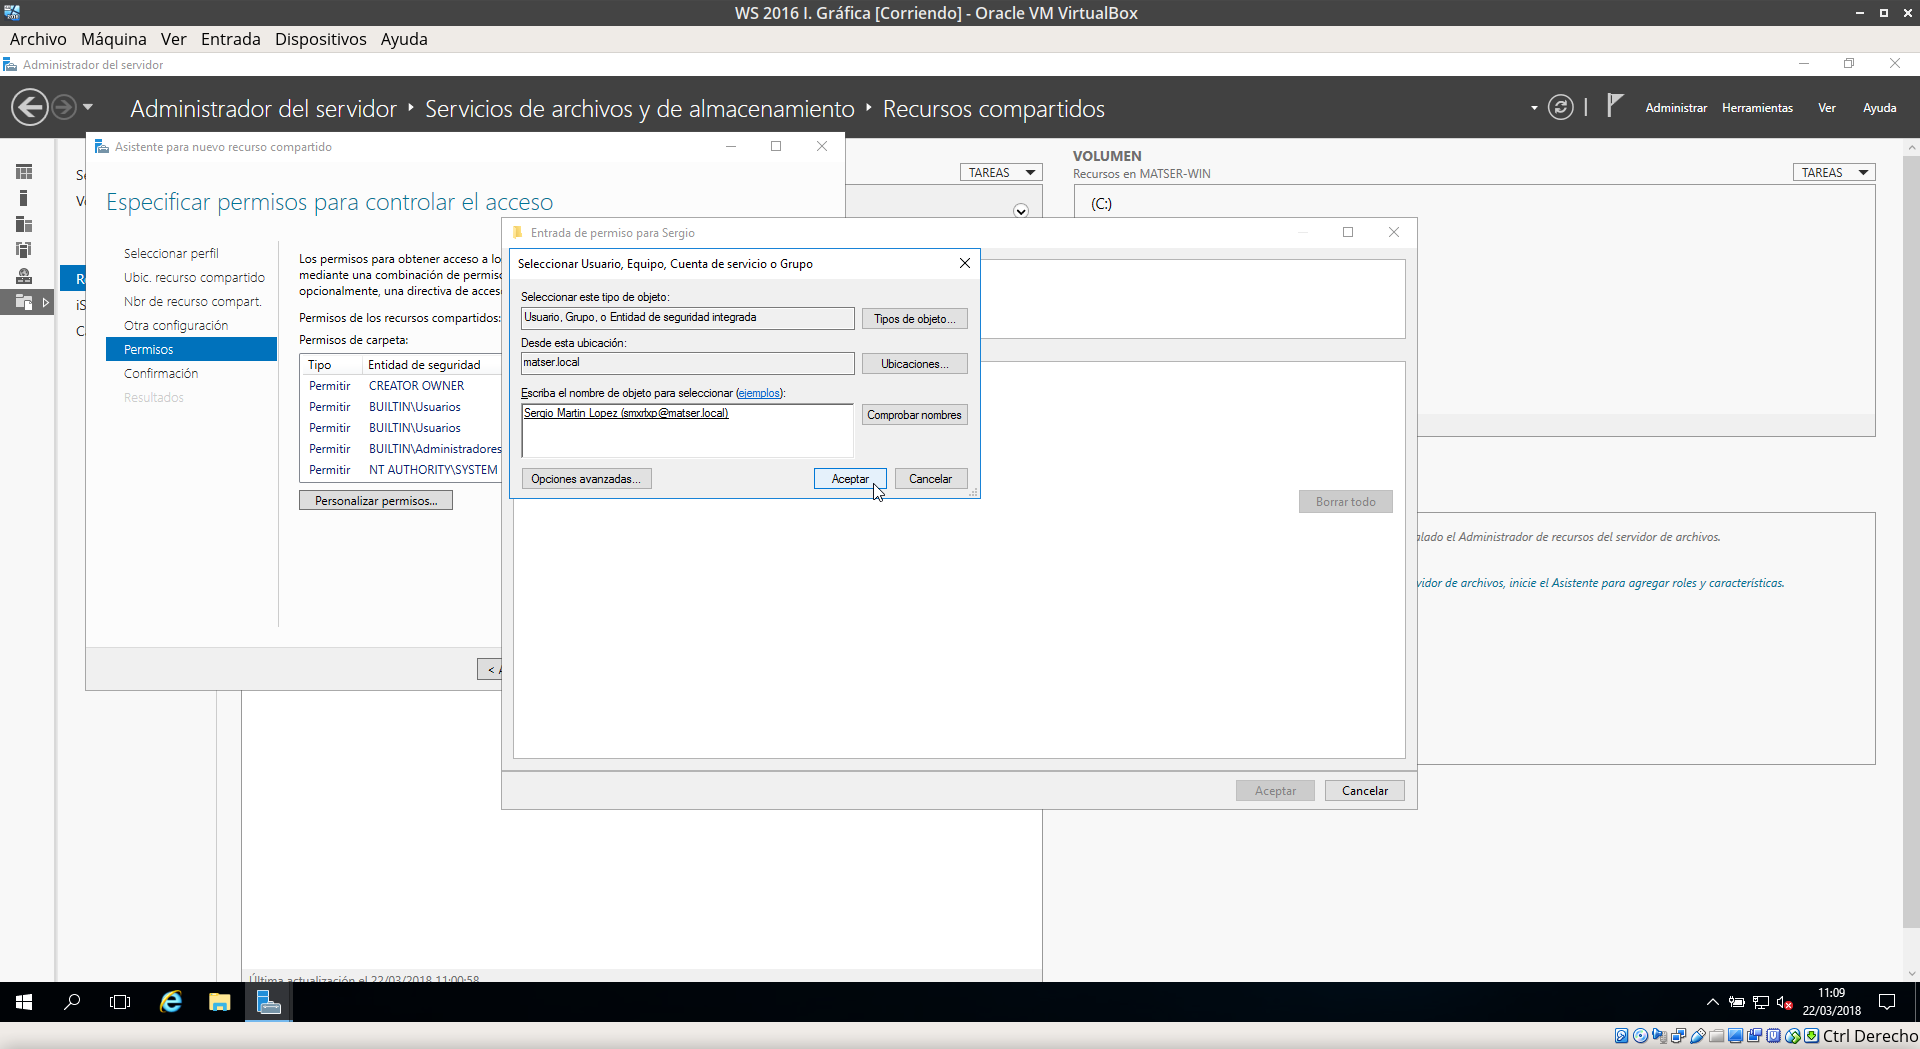 WS 2016 I. Gráfica [Corriendo] - Oracle VM VirtualBox
Archivo Máquina Ver Entrada Dispositivos Ayuda
Administrador del servidor
Administrador del servidor ‣ Servicios de archivos y de almacenamiento ‣ Recursos compartidos
Administrar Herramientas Ver Ayuda
Asistente para nuevo recurso compartido
Especificar permisos para controlar el acceso
Seleccionar perfil
Ubic. recurso compartido
Nbr de recurso compart.
Otra configuración
Permisos
Confirmación
Resultados
Los permisos para obtener acceso a lo
mediante una combinación de permiso
opcionalmente, una directiva de acces
Permisos de los recursos compartidos:
Permisos de carpeta:
Tipo Entidad de seguridad
Permitir CREATOR OWNER
Permitir BUILTIN\Usuarios
Permitir BUILTIN\Usuarios
Permitir BUILTIN\Administradores
Permitir NT AUTHORITY\SYSTEM
Personalizar permisos...
< A
TAREAS
VOLUMEN
Recursos en MATSER-WIN
TAREAS
(C:)
Entrada de permiso para Sergio
Seleccionar Usuario, Equipo, Cuenta de servicio o Grupo
Seleccionar este tipo de objeto:
Usuario, Grupo, o Entidad de seguridad integrada
Tipos de objeto...
Desde esta ubicación:
matser.local
Ubicaciones...
Escriba el nombre de objeto para seleccionar (ejemplos):
Sergio Martin Lopez (smxrlxp@matser.local)
Comprobar nombres
Opciones avanzadas...
Aceptar
Cancelar
Borrar todo
Aceptar
Cancelar
alado el Administrador de recursos del servidor de archivos.
vidor de archivos, inicie el Asistente para agregar roles y características.
Última actualización el 22/03/2018 11:00:58
11:09
22/03/2018
Ctrl Derecho